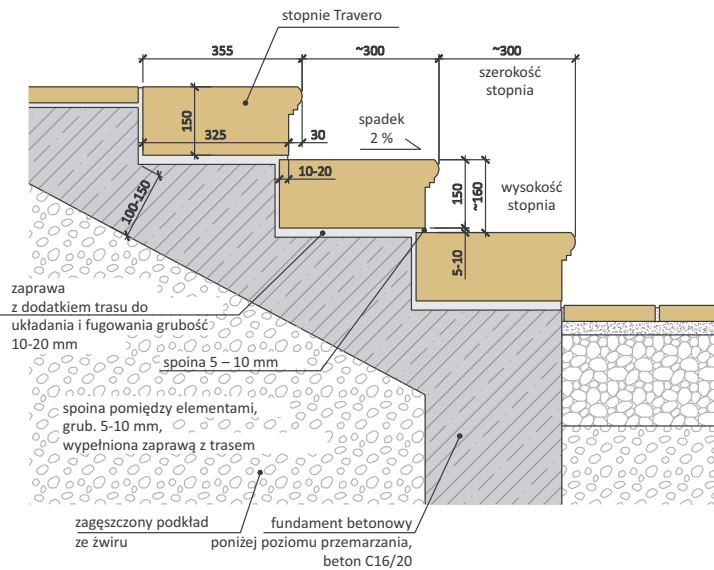 stopnie Travero
355
~300
~300
szerokość
stopnia
150
325
30
spadek
2 %
10-20
150
~160
wysokość
stopnia
100-150
5-10
zaprawa
z dodatkiem trasu do
układania i fugowania grubość
10-20 mm
spoina 5 – 10 mm
spoina pomiędzy elementami,
grub. 5-10 mm,
wypełniona zaprawą z trasem
zagęszczony podkład
ze żwiru
fundament betonowy
poniżej poziomu przemarzania,
beton C16/20